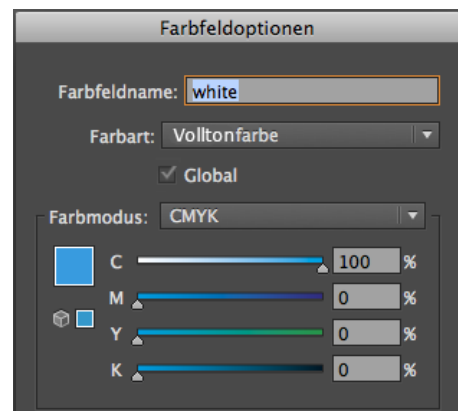 Farbfeldoptionen
Farbfeldname: white
Farbart: Volltonfarbe
Global
Farbmodus: CMYK
C 100 %
M 0 %
Y 0 %
K 0 %